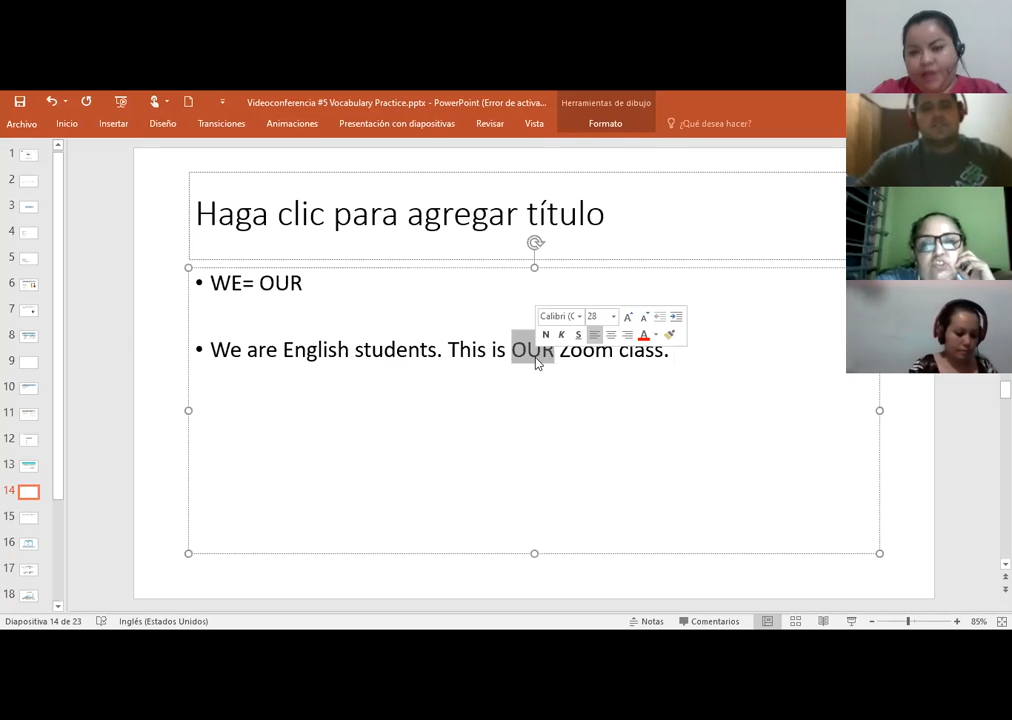 Videoconferencia #5 Vocabulary Practice.pptx - PowerPoint (Error de activa...
Herramientas de dibujo
Archivo Inicio Insertar Diseño Transiciones Animaciones Presentación con diapositivas Revisar Vista Formato ¿Qué desea hacer?
1
2
3
4
5
6
7
8
9
10
11
12
13
14
15
16
17
18
Haga clic para agregar título
• WE= OUR
Calibri (C 28
N K S A
• We are English students. This is OUR Zoom class.
Diapositiva 14 de 23 Inglés (Estados Unidos) Notas Comentarios 85%